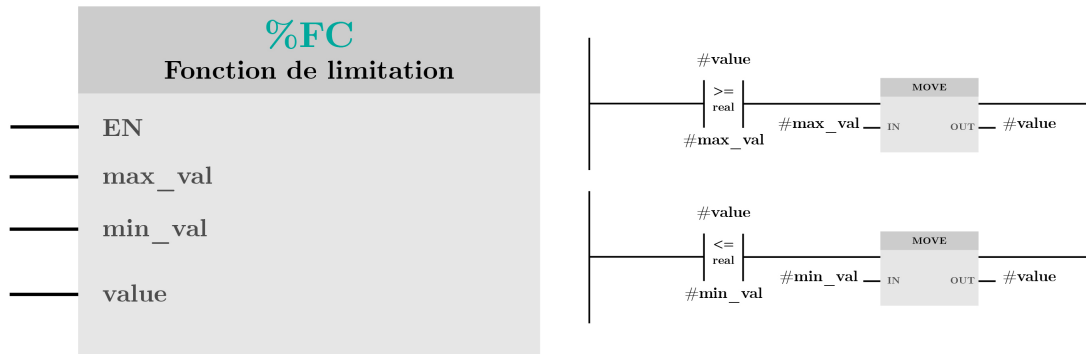 %FC
Fonction de limitation
EN
max_val
min_val
value
#value
>=
real
#max_val
MOVE
#max_val IN OUT #value
#value
<=
real
#min_val
MOVE
#min_val IN OUT #value